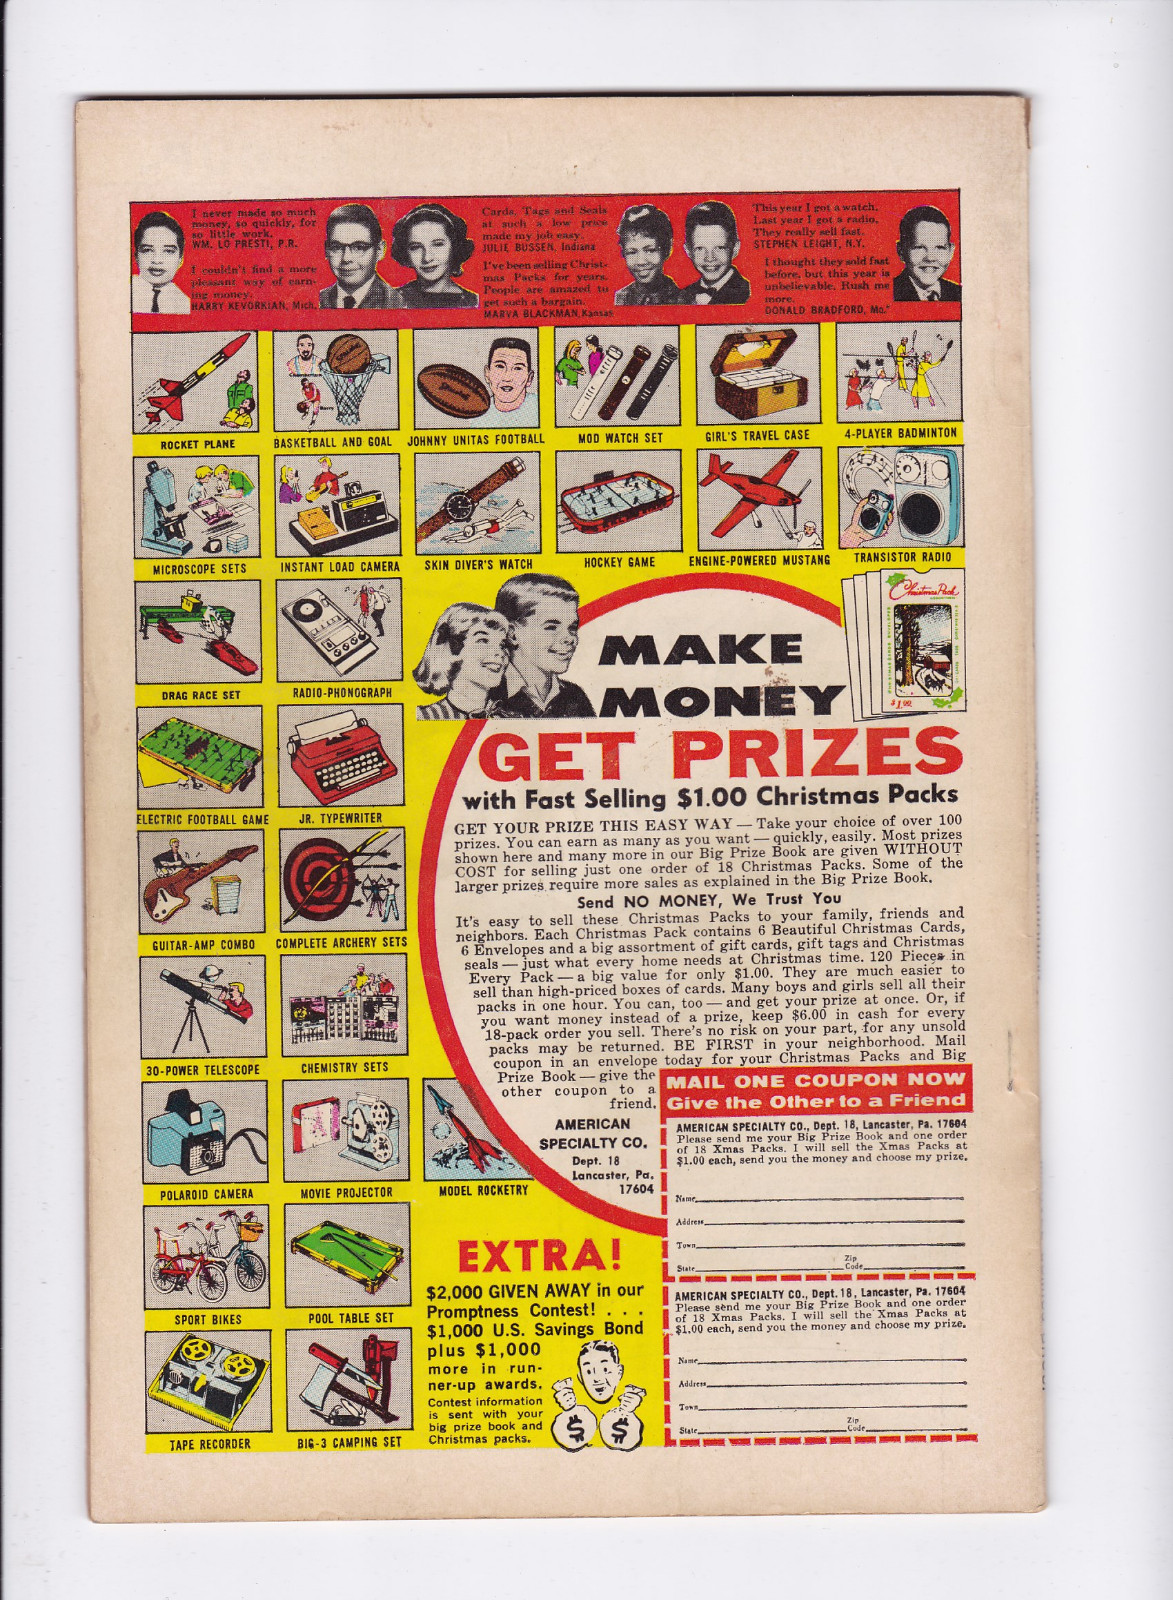 I never made so much
money, so quickly, for
so little work.
WM. LO PRESTI, P.R.
I couldn't find a more
pleasant way of earn-
ing money.
HARRY KEVORKIAN, Mich.
Cards, Tags and Seals
at such a low price
made my job easy.
JULIE BUSSEN, Indiana
I've been selling Christ-
mas Packs for years.
People are amazed to
get such a bargain.
MARVA BLACKMAN, Kansas
This year I got a watch.
Last year I got a radio.
They really sell fast.
STEPHEN LEIGHT, N.Y.
I thought they sold fast
before, but this year is
unbelievable. Rush me
more.
DONALD BRADFORD, Mo."
ROCKET PLANE
BASKETBALL AND GOAL
JOHNNY UNITAS FOOTBALL
MOD WATCH SET
GIRL'S TRAVEL CASE
4-PLAYER BADMINTON
MICROSCOPE SETS
INSTANT LOAD CAMERA
SKIN DIVER'S WATCH
HOCKEY GAME
ENGINE-POWERED MUSTANG
TRANSISTOR RADIO
DRAG RACE SET
RADIO-PHONOGRAPH
ELECTRIC FOOTBALL GAME
JR. TYPEWRITER
GUITAR-AMP COMBO
COMPLETE ARCHERY SETS
30-POWER TELESCOPE
CHEMISTRY SETS
POLAROID CAMERA
MOVIE PROJECTOR
MODEL ROCKETRY
SPORT BIKES
POOL TABLE SET
TAPE RECORDER
BIG-3 CAMPING SET
Christmas Pack
$1.00
MAKE
MONEY
GET PRIZES
with Fast Selling $1.00 Christmas Packs
GET YOUR PRIZE THIS EASY WAY — Take your choice of over 100
prizes. You can earn as many as you want — quickly, easily. Most prizes
shown here and many more in our Big Prize Book are given WITHOUT
COST for selling just one order of 18 Christmas Packs. Some of the
larger prizes require more sales as explained in the Big Prize Book.
Send NO MONEY, We Trust You
It's easy to sell these Christmas Packs to your family, friends and
neighbors. Each Christmas Pack contains 6 Beautiful Christmas Cards,
6 Envelopes and a big assortment of gift cards, gift tags and Christmas
seals — just what every home needs at Christmas time. 120 Pieces in
Every Pack — a big value for only $1.00. They are much easier to
sell than high-priced boxes of cards. Many boys and girls sell all their
packs in one hour. You can, too — and get your prize at once. Or, if
you want money instead of a prize, keep $6.00 in cash for every
18-pack order you sell. There's no risk on your part, for any unsold
packs may be returned. BE FIRST in your neighborhood. Mail
coupon in an envelope today for your Christmas Packs and Big
Prize Book — give the
other coupon to a
friend.
AMERICAN
SPECIALTY CO.
Dept. 18
Lancaster, Pa.
17604
MAIL ONE COUPON NOW
Give the Other to a Friend
AMERICAN SPECIALTY CO., Dept. 18, Lancaster, Pa. 17604
Please send me your Big Prize Book and one order
of 18 Xmas Packs. I will sell the Xmas Packs at
$1.00 each, send you the money and choose my prize.
Name
Address
Town
State Zip Code
AMERICAN SPECIALTY CO., Dept. 18, Lancaster, Pa. 17604
Please send me your Big Prize Book and one order
of 18 Xmas Packs. I will sell the Xmas Packs at
$1.00 each, send you the money and choose my prize.
Name
Address
Town
State Zip Code
EXTRA!
$2,000 GIVEN AWAY in our
Promptness Contest! . . .
$1,000 U.S. Savings Bond
plus $1,000
more in run-
ner-up awards.
Contest information
is sent with your
big prize book and
Christmas packs.
$ $